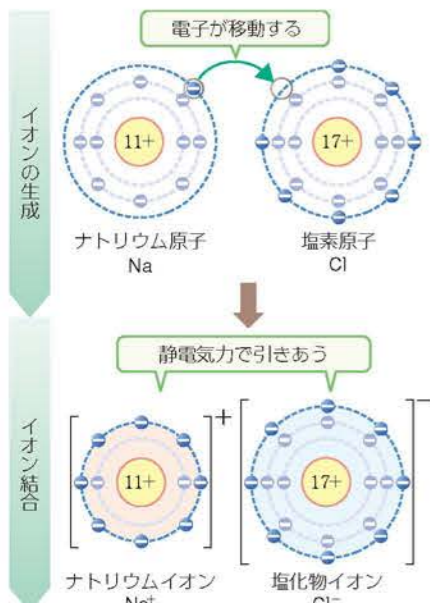 電子が移動する
イオンの生成
11+
17+
ナトリウム原子
Na
塩素原子
Cl
静電気力で引きあう
イオン結合
11+
+
17+
−
ナトリウムイオン
Na⁺
塩化物イオン
Cl⁻